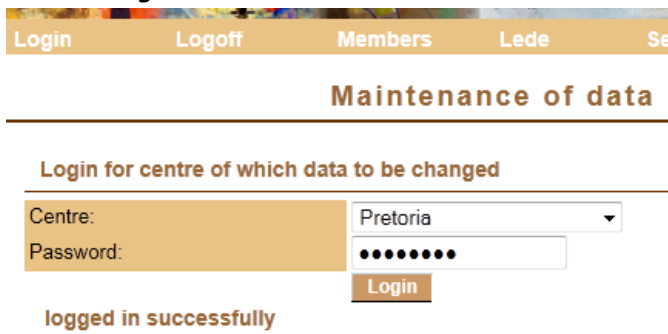 Login Logoff Members Lede Se
Maintenance of data
Login for centre of which data to be changed
Centre: Pretoria
Password: ●●●●●●●●
Login
logged in successfully